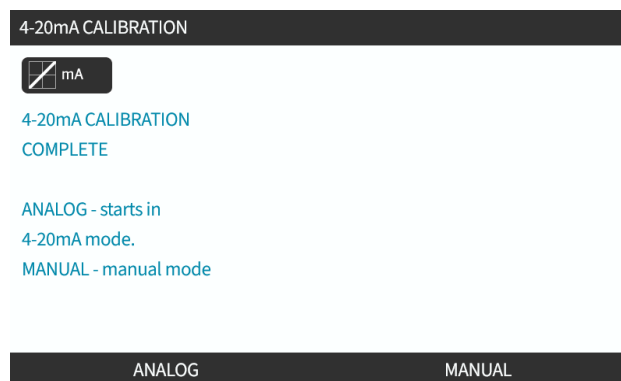 4-20mA CALIBRATION
mA
4-20mA CALIBRATION
COMPLETE
ANALOG - starts in
4-20mA mode.
MANUAL - manual mode
ANALOG MANUAL